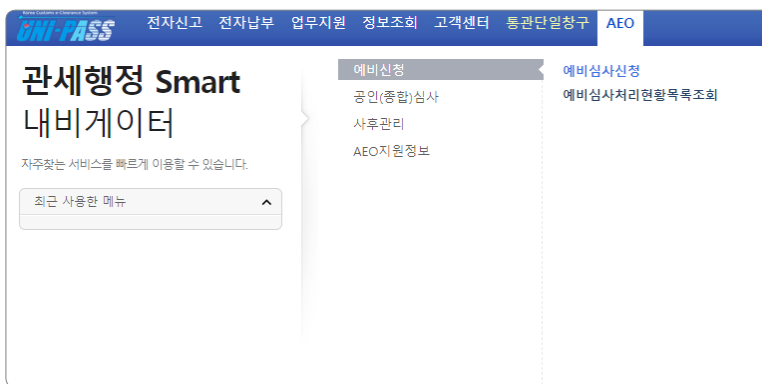 Korea Customs e-Clearance System
UNI-PASS
전자신고 전자납부 업무지원 정보조회 고객센터 통관단일창구 AEO
관세행정 Smart
내비게이터
자주찾는 서비스를 빠르게 이용할 수 있습니다.
최근 사용한 메뉴
예비신청
공인(종합)심사
사후관리
AEO지원정보
예비심사신청
예비심사처리현황목록조회